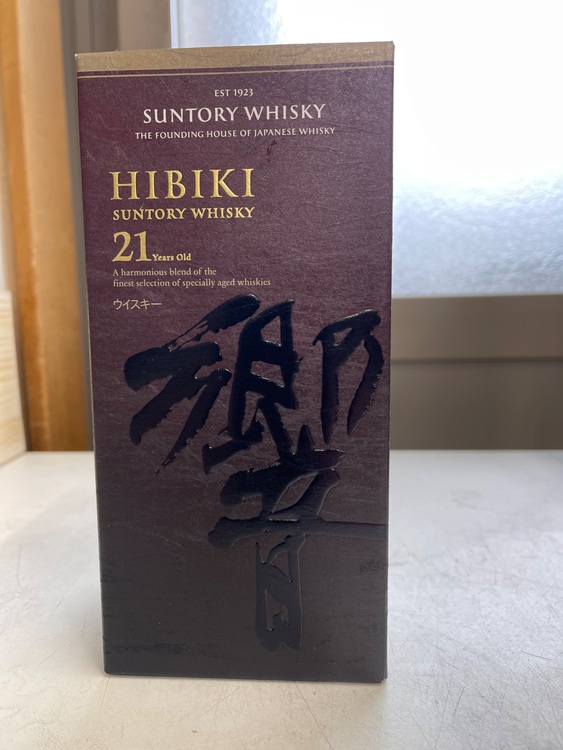 EST 1923
SUNTORY WHISKY
THE FOUNDING HOUSE OF JAPANESE WHISKY
HIBIKI
SUNTORY WHISKY
21 Years Old
A harmonious blend of the
finest selection of specially aged whiskies
ウイスキー
響